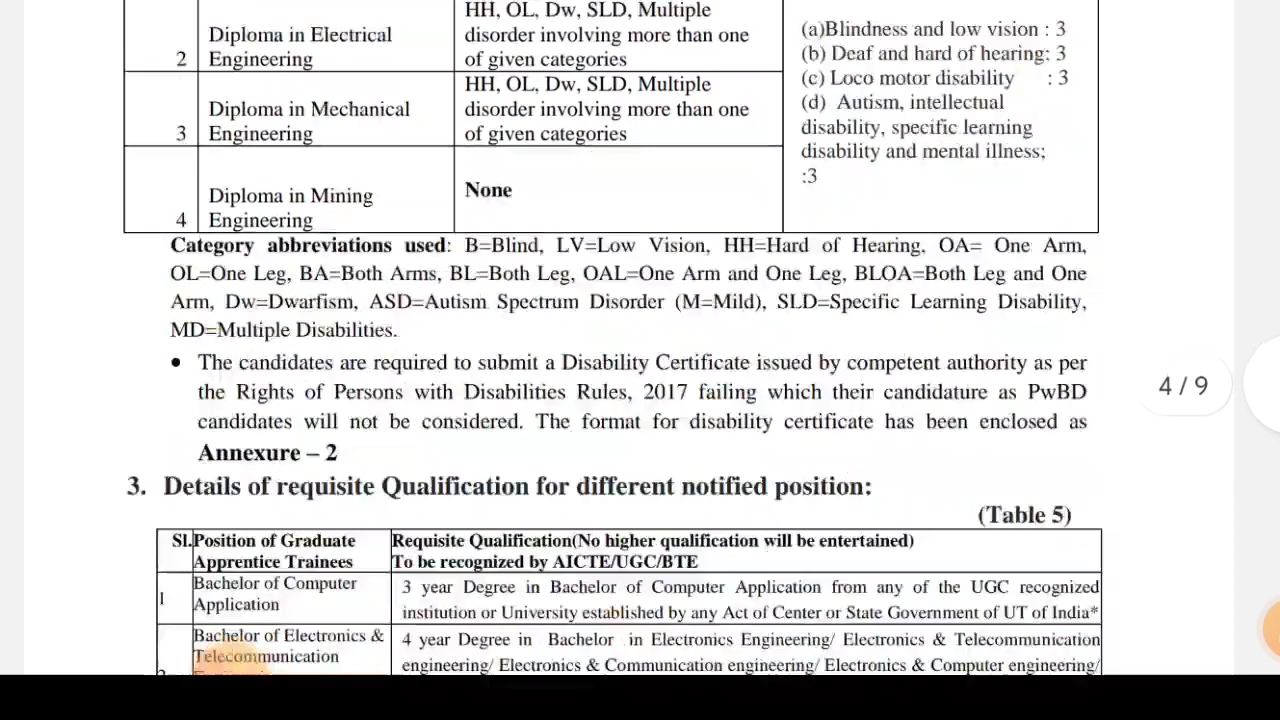 HH, OL, Dw, SLD, Multiple
Diploma in Electrical disorder involving more than one
2 Engineering of given categories
HH, OL, Dw, SLD, Multiple
Diploma in Mechanical disorder involving more than one
3 Engineering of given categories
Diploma in Mining None
4 Engineering
(a)Blindness and low vision : 3
(b) Deaf and hard of hearing: 3
(c) Loco motor disability : 3
(d) Autism, intellectual
disability, specific learning
disability and mental illness;
:3
Category abbreviations used: B=Blind, LV=Low Vision, HH=Hard of Hearing, OA= One Arm,
OL=One Leg, BA=Both Arms, BL=Both Leg, OAL=One Arm and One Leg, BLOA=Both Leg and One
Arm, Dw=Dwarfism, ASD=Autism Spectrum Disorder (M=Mild), SLD=Specific Learning Disability,
MD=Multiple Disabilities.
• The candidates are required to submit a Disability Certificate issued by competent authority as per
the Rights of Persons with Disabilities Rules, 2017 failing which their candidature as PwBD
candidates will not be considered. The format for disability certificate has been enclosed as
Annexure – 2
4 / 9
3. Details of requisite Qualification for different notified position:
(Table 5)
Sl. Position of Graduate Requisite Qualification(No higher qualification will be entertained)
Apprentice Trainees To be recognized by AICTE/UGC/BTE
1 Bachelor of Computer 3 year Degree in Bachelor of Computer Application from any of the UGC recognized
Application institution or University established by any Act of Center or State Government of UT of India*
Bachelor of Electronics & 4 year Degree in Bachelor in Electronics Engineering/ Electronics & Telecommunication
Telecommunication engineering/ Electronics & Communication engineering/ Electronics & Computer engineering/